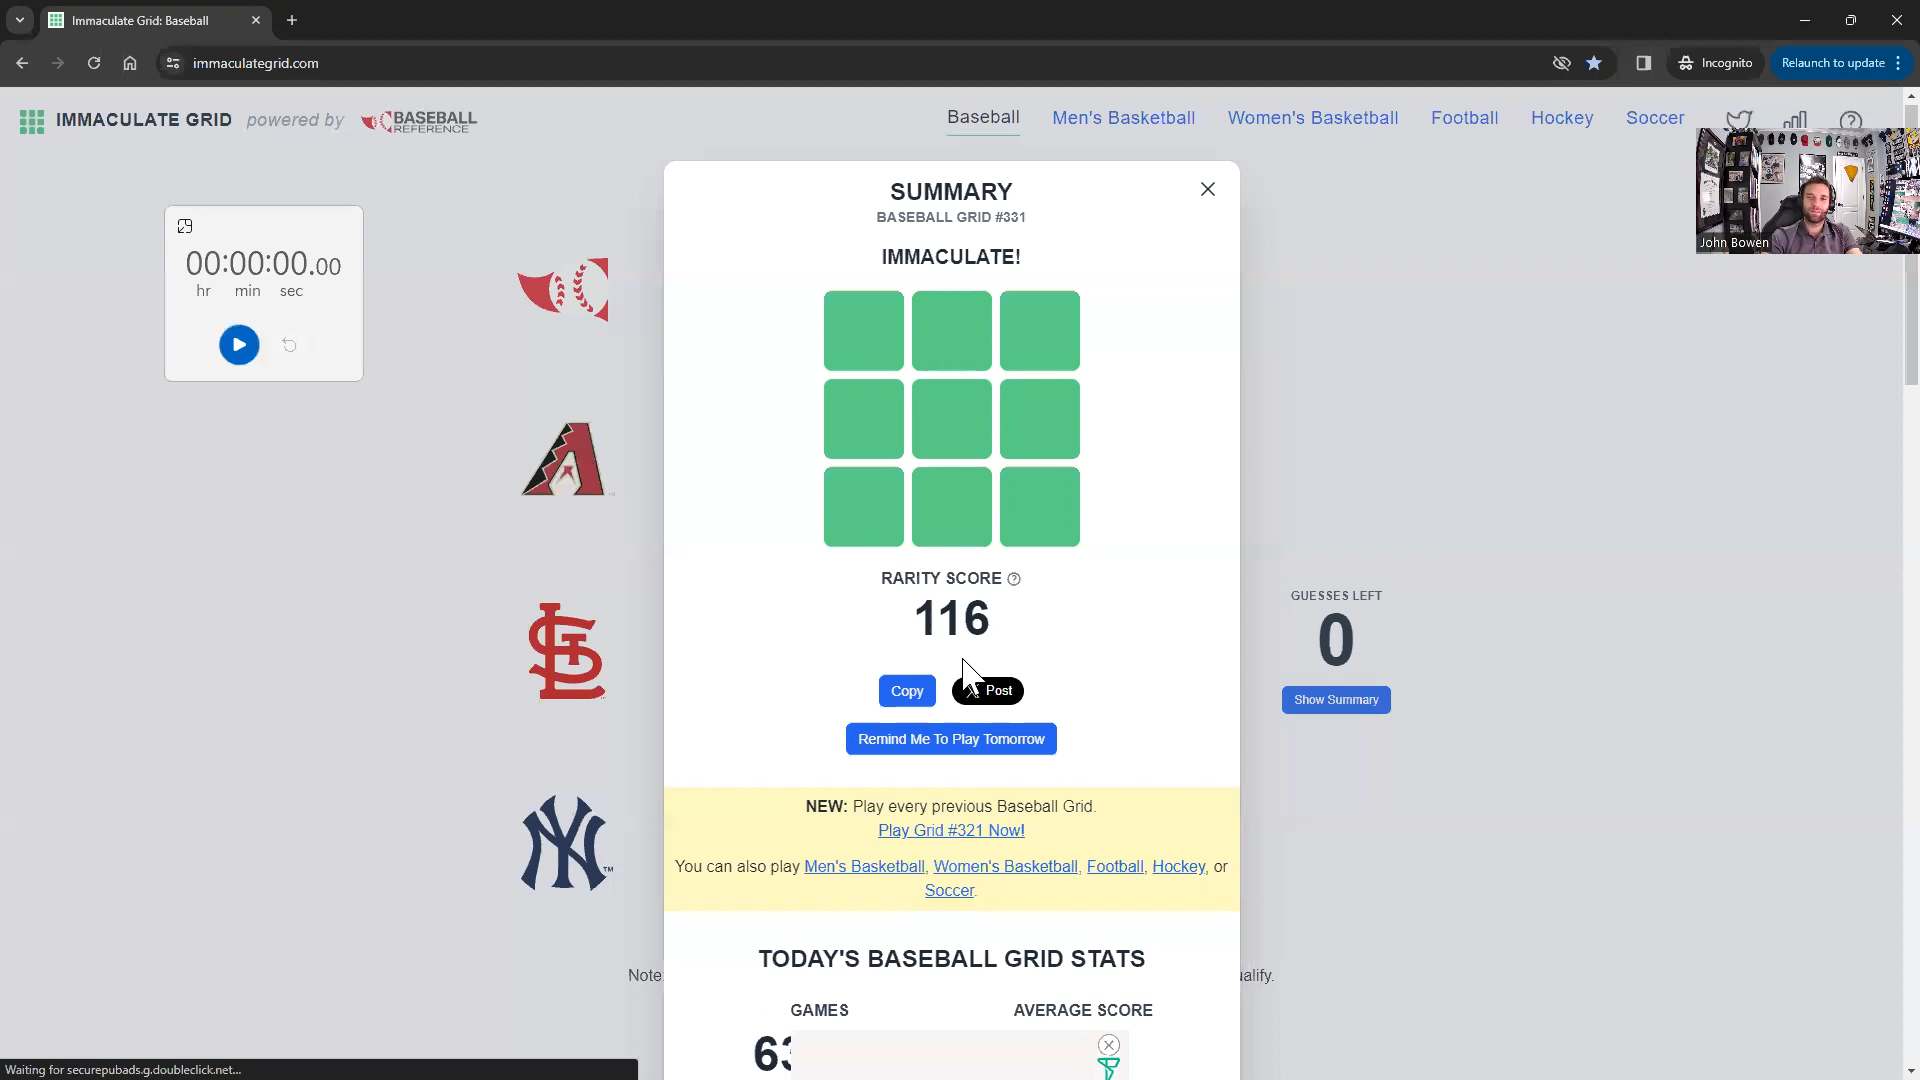 Immaculate Grid: Baseball
immaculategrid.com
Incognito
Relaunch to update
IMMACULATE GRID powered by BASEBALL REFERENCE
Baseball
Men's Basketball
Women's Basketball
Football
Hockey
Soccer
John Bowen
00:00:00.00
hr min sec
SUMMARY
BASEBALL GRID #331
IMMACULATE!
RARITY SCORE
116
Copy
Post
Remind Me To Play Tomorrow
GUESSES LEFT
0
Show Summary
NEW: Play every previous Baseball Grid.
Play Grid #321 Now!
You can also play Men's Basketball, Women's Basketball, Football, Hockey, or
Soccer.
TODAY'S BASEBALL GRID STATS
Note:
GAMES
AVERAGE SCORE
Waiting for securepubads.g.doubleclick.net...